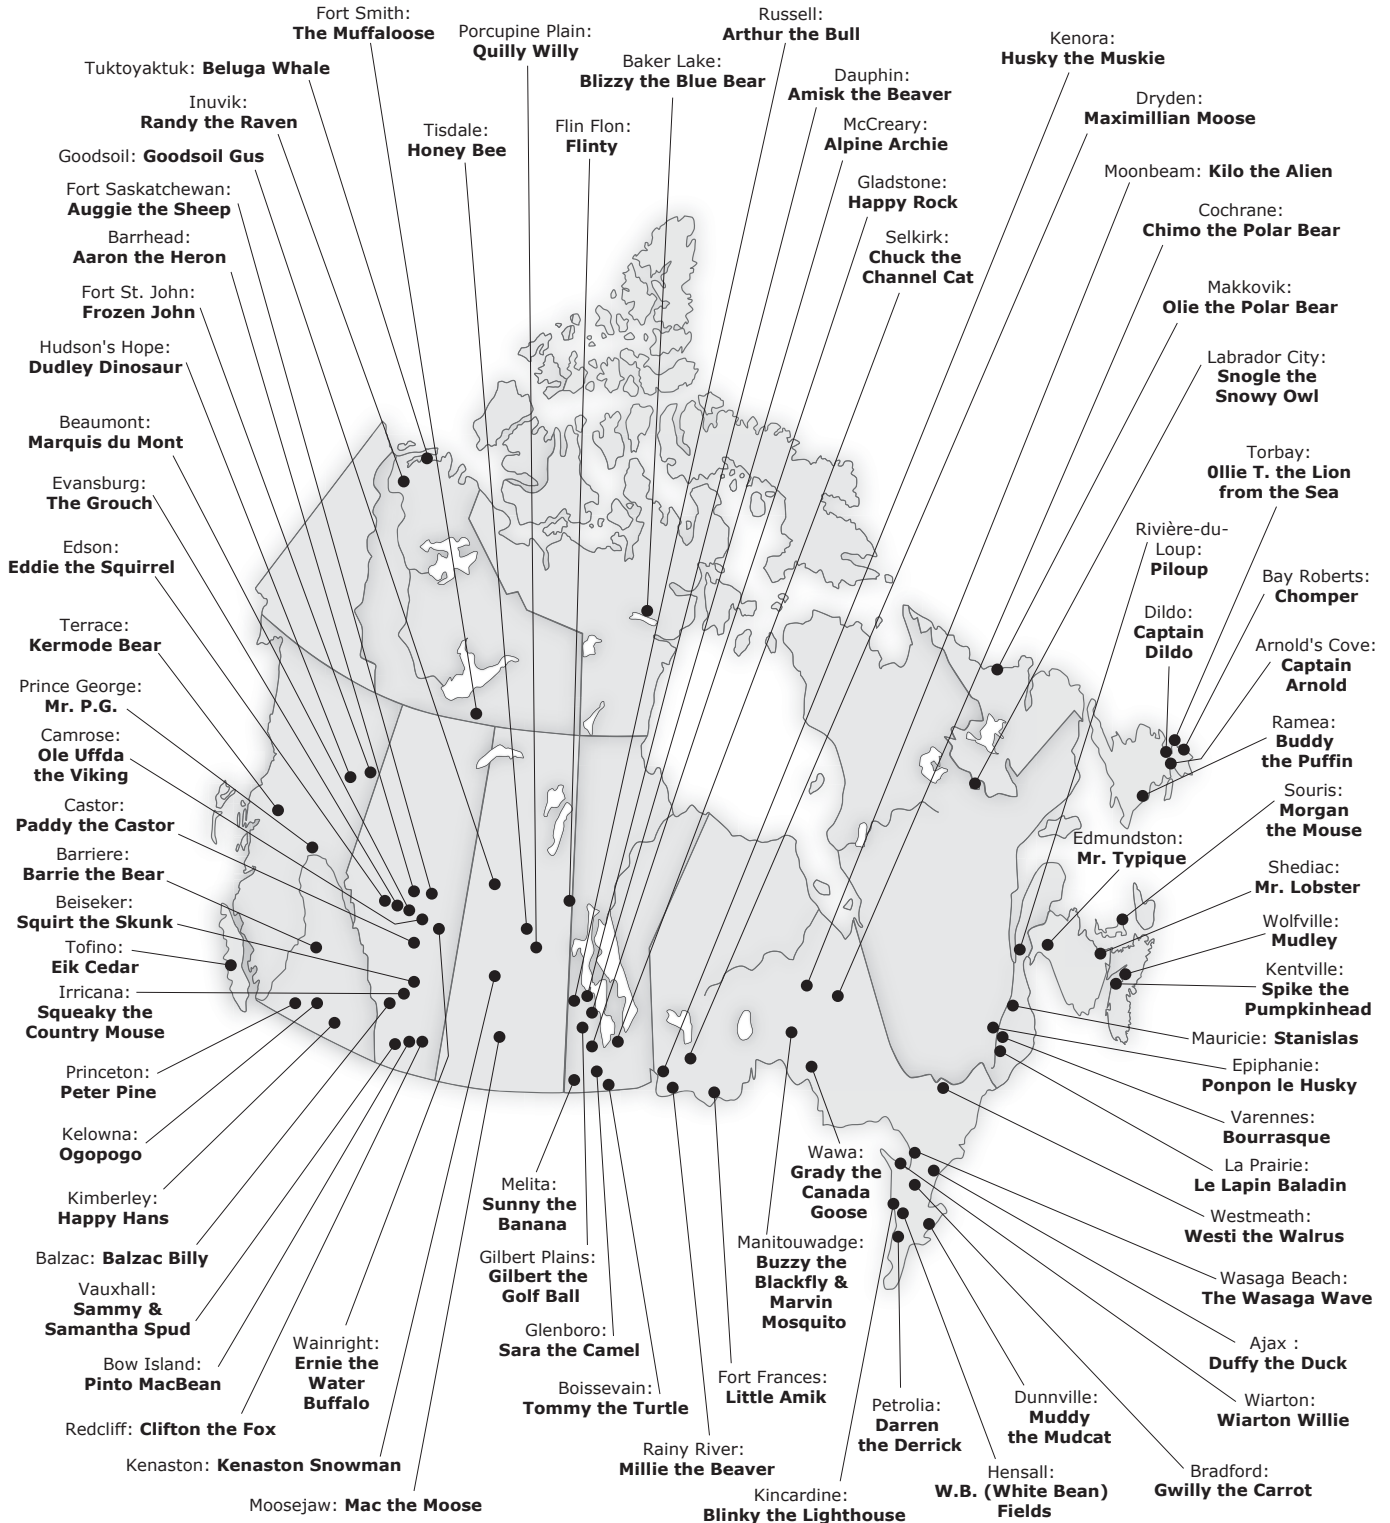 Fort Smith:
The Muffaloose
Porcupine Plain:
Quilly Willy
Russell:
Arthur the Bull
Kenora:
Husky the Muskie
Tuktoyaktuk: Beluga Whale
Baker Lake:
Blizzy the Blue Bear
Dauphin:
Amisk the Beaver
Dryden:
Maximillian Moose
Inuvik:
Randy the Raven
Tisdale:
Honey Bee
Flin Flon:
Flinty
McCreary:
Alpine Archie
Goodsoil: Goodsoil Gus
Moonbeam: Kilo the Alien
Fort Saskatchewan:
Auggie the Sheep
Gladstone:
Happy Rock
Cochrane:
Chimo the Polar Bear
Barrhead:
Aaron the Heron
Selkirk:
Chuck the
Channel Cat
Fort St. John:
Frozen John
Makkovik:
Olie the Polar Bear
Hudson's Hope:
Dudley Dinosaur
Labrador City:
Snogle the
Snowy Owl
Beaumont:
Marquis du Mont
Torbay:
0llie T. the Lion
from the Sea
Evansburg:
The Grouch
Rivière-du-
Loup:
Piloup
Edson:
Eddie the Squirrel
Bay Roberts:
Chomper
Dildo:
Captain
Dildo
Terrace:
Kermode Bear
Arnold's Cove:
Captain
Arnold
Prince George:
Mr. P.G.
Ramea:
Buddy
the Puffin
Camrose:
Ole Uffda
the Viking
Souris:
Morgan
the Mouse
Castor:
Paddy the Castor
Edmundston:
Mr. Typique
Barriere:
Barrie the Bear
Shediac:
Mr. Lobster
Beiseker:
Squirt the Skunk
Wolfville:
Mudley
Tofino:
Eik Cedar
Kentville:
Spike the
Pumpkinhead
Irricana:
Squeaky the
Country Mouse
Mauricie: Stanislas
Princeton:
Peter Pine
Epiphanie:
Ponpon le Husky
Kelowna:
Ogopogo
Varennes:
Bourrasque
Wawa:
Grady the
Canada
Goose
La Prairie:
Le Lapin Baladin
Kimberley:
Happy Hans
Melita:
Sunny the
Banana
Westmeath:
Westi the Walrus
Balzac: Balzac Billy
Gilbert Plains:
Gilbert the
Golf Ball
Manitouwadge:
Buzzy the
Blackfly &
Marvin
Mosquito
Wasaga Beach:
The Wasaga Wave
Vauxhall:
Sammy &
Samantha Spud
Glenboro:
Sara the Camel
Ajax :
Duffy the Duck
Wainright:
Ernie the
Water
Buffalo
Bow Island:
Pinto MacBean
Fort Frances:
Little Amik
Boissevain:
Tommy the Turtle
Petrolia:
Darren
the Derrick
Dunnville:
Muddy
the Mudcat
Wiarton:
Wiarton Willie
Redcliff: Clifton the Fox
Rainy River:
Millie the Beaver
Kenaston: Kenaston Snowman
Hensall:
W.B. (White Bean)
Fields
Bradford:
Gwilly the Carrot
Moosejaw: Mac the Moose
Kincardine:
Blinky the Lighthouse